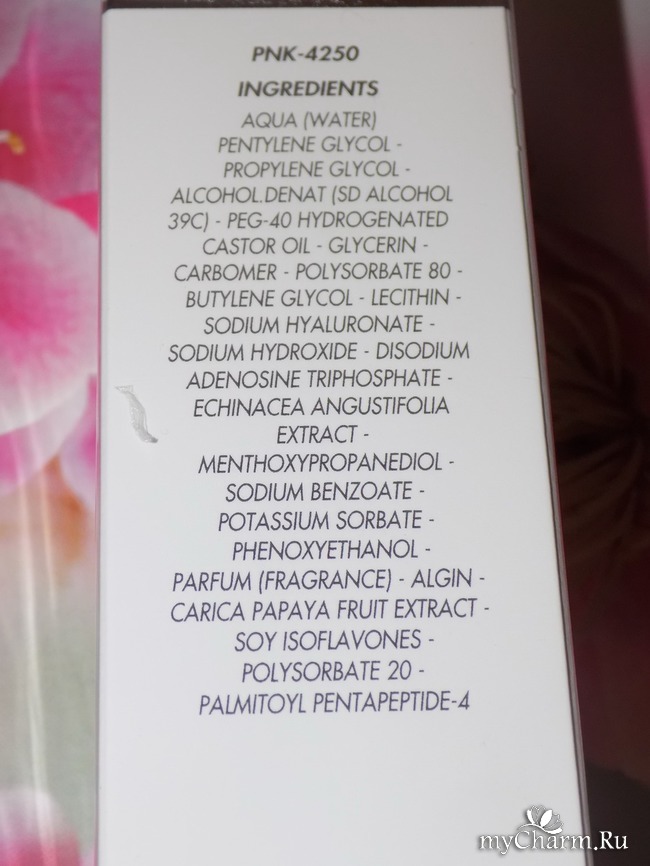 PNK-4250
INGREDIENTS
AQUA (WATER)
PENTYLENE GLYCOL -
PROPYLENE GLYCOL -
ALCOHOL.DENAT (SD ALCOHOL
39C) - PEG-40 HYDROGENATED
CASTOR OIL - GLYCERIN -
CARBOMER - POLYSORBATE 80 -
BUTYLENE GLYCOL - LECITHIN -
SODIUM HYALURONATE -
SODIUM HYDROXIDE - DISODIUM
ADENOSINE TRIPHOSPHATE -
ECHINACEA ANGUSTIFOLIA
EXTRACT -
MENTHOXYPROPANEDIOL -
SODIUM BENZOATE -
POTASSIUM SORBATE -
PHENOXYETHANOL -
PARFUM (FRAGRANCE) - ALGIN -
CARICA PAPAYA FRUIT EXTRACT -
SOY ISOFLAVONES -
POLYSORBATE 20 -
PALMITOYL PENTAPEPTIDE-4
myCharm.Ru